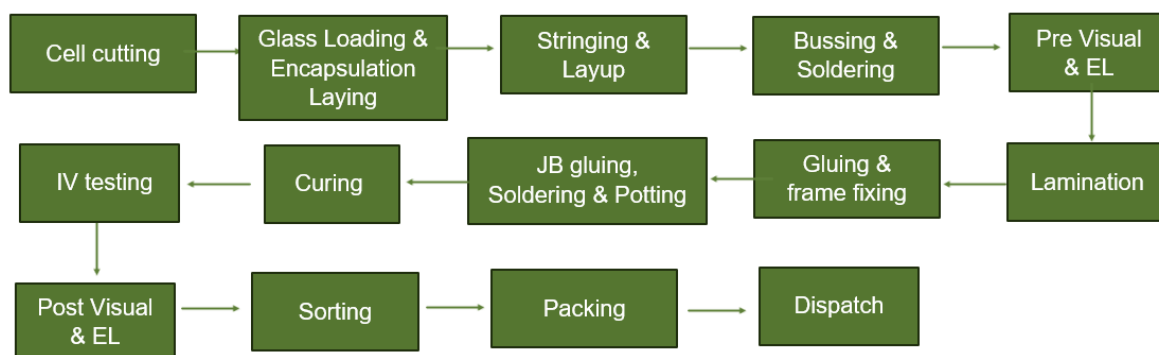 Cell cutting
Glass Loading &
Encapsulation
Laying
Stringing &
Layup
Bussing &
Soldering
Pre Visual
& EL
Lamination
Gluing &
frame fixing
JB gluing,
Soldering & Potting
Curing
IV testing
Post Visual
& EL
Sorting
Packing
Dispatch